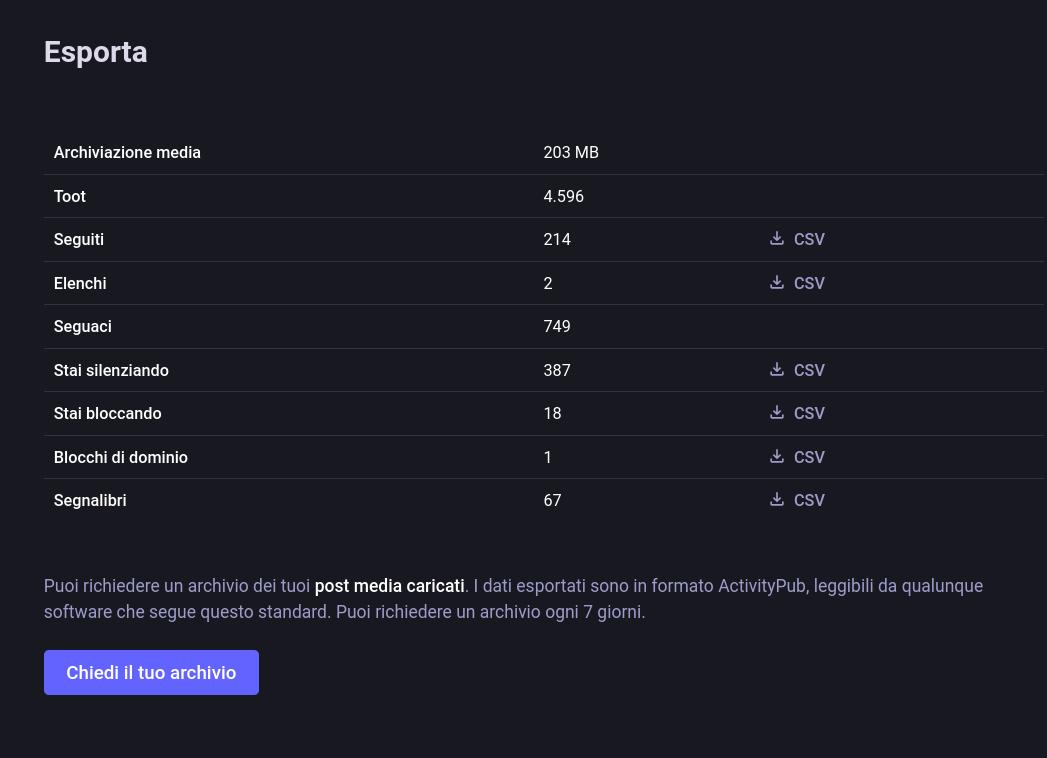 Esporta
Archiviazione media 203 MB
Toot 4.596
Seguiti 214 CSV
Elenchi 2 CSV
Seguaci 749
Stai silenziando 387 CSV
Stai bloccando 18 CSV
Blocchi di dominio 1 CSV
Segnalibri 67 CSV
Puoi richiedere un archivio dei tuoi post media caricati. I dati esportati sono in formato ActivityPub, leggibili da qualunque
software che segue questo standard. Puoi richiedere un archivio ogni 7 giorni.
Chiedi il tuo archivio